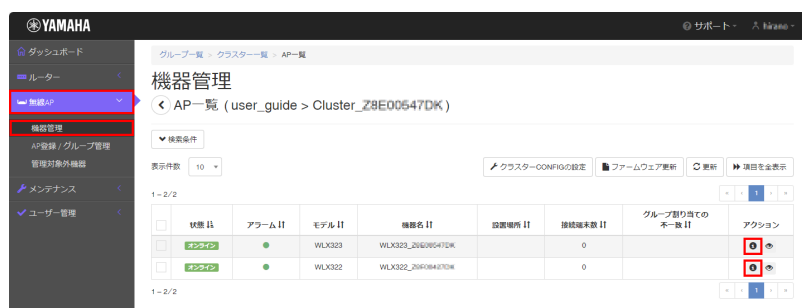 YAMAHA
サポート
hirano
ダッシュボード
グループ一覧 > クラスター一覧 > AP一覧
ルーター
機器管理
無線AP
AP一覧 ( user_guide > Cluster_Z8E00547DK )
機器管理
検索条件
AP登録 / グループ管理
管理対象外機器
表示件数 10
クラスターCONFIGの設定
ファームウェア更新
更新
項目を全表示
メンテナンス
1 – 2 / 2
1
ユーザー管理
状態 アラーム モデル 機器名 設置場所 接続端末数 グループ割り当ての
不一致 アクション
オンライン WLX323 WLX323_ 0
オンライン WLX322 WLX322_ 0
1 – 2 / 2
1